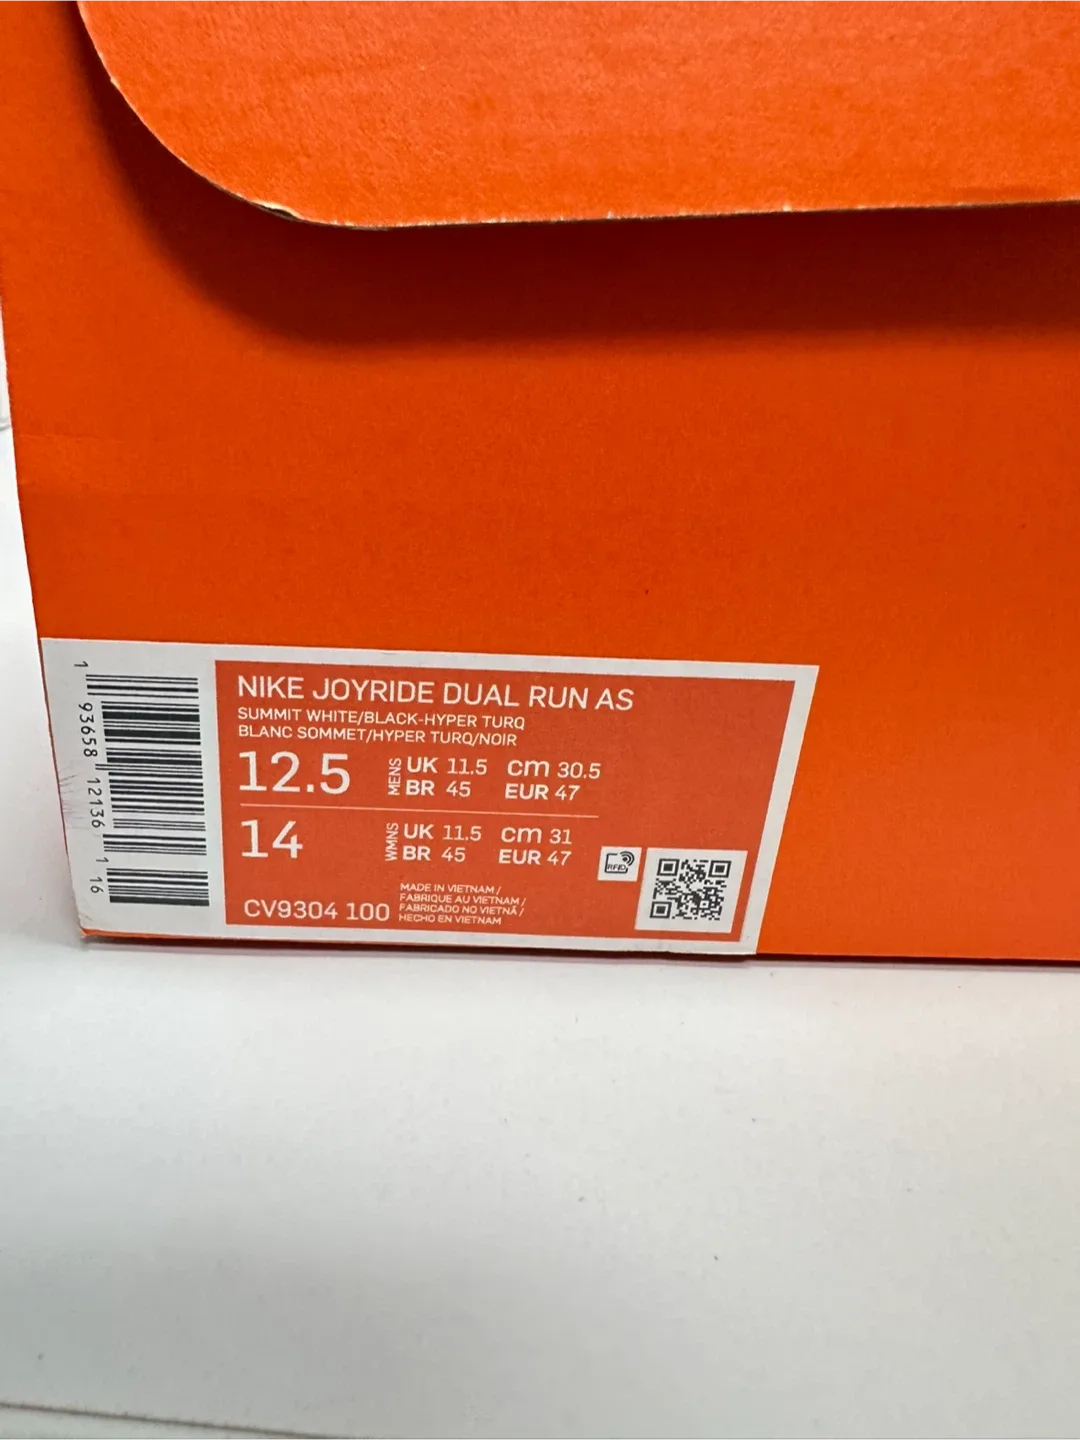 NIKE JOYRIDE DUAL RUN AS
SUMMIT WHITE/BLACK-HYPER TURQ
BLANC SOMMET/HYPER TURQ/NOIR
12.5 MENS UK 11.5 cm 30.5
BR 45 EUR 47
14 WMNS UK 11.5 cm 31
BR 45 EUR 47
RFID
CV9304 100
MADE IN VIETNAM /
FABRIQUE AU VIETNAM /
FABRICADO NO VIETNÃ /
HECHO EN VIETNAM
1 93658 12136 1 16